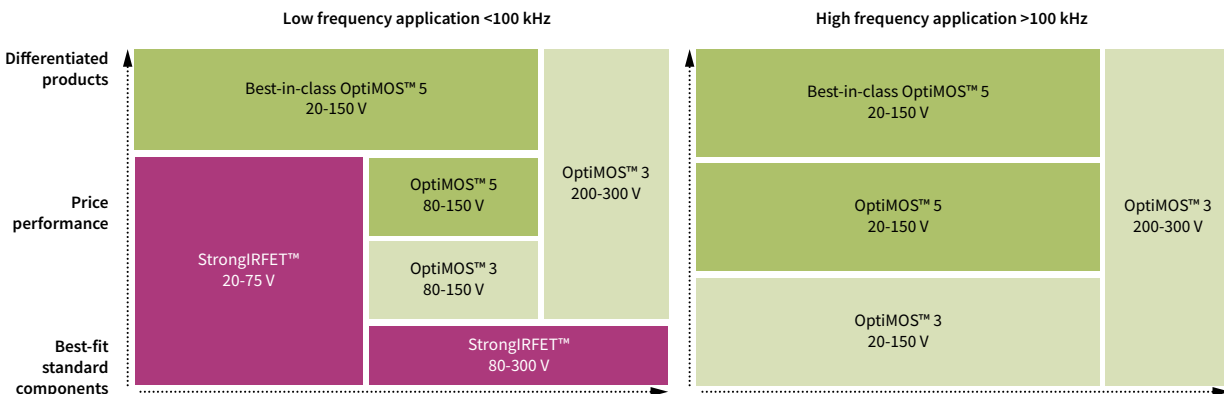 Low frequency application <100 kHz
High frequency application >100 kHz
Differentiated
products
Price
performance
Best-fit
standard
components
Best-in-class OptiMOS™ 5
20-150 V
OptiMOS™ 3
200-300 V
OptiMOS™ 5
80-150 V
StrongIRFET™
20-75 V
OptiMOS™ 3
80-150 V
StrongIRFET™
80-300 V
Best-in-class OptiMOS™ 5
20-150 V
OptiMOS™ 5
20-150 V
OptiMOS™ 3
200-300 V
OptiMOS™ 3
20-150 V